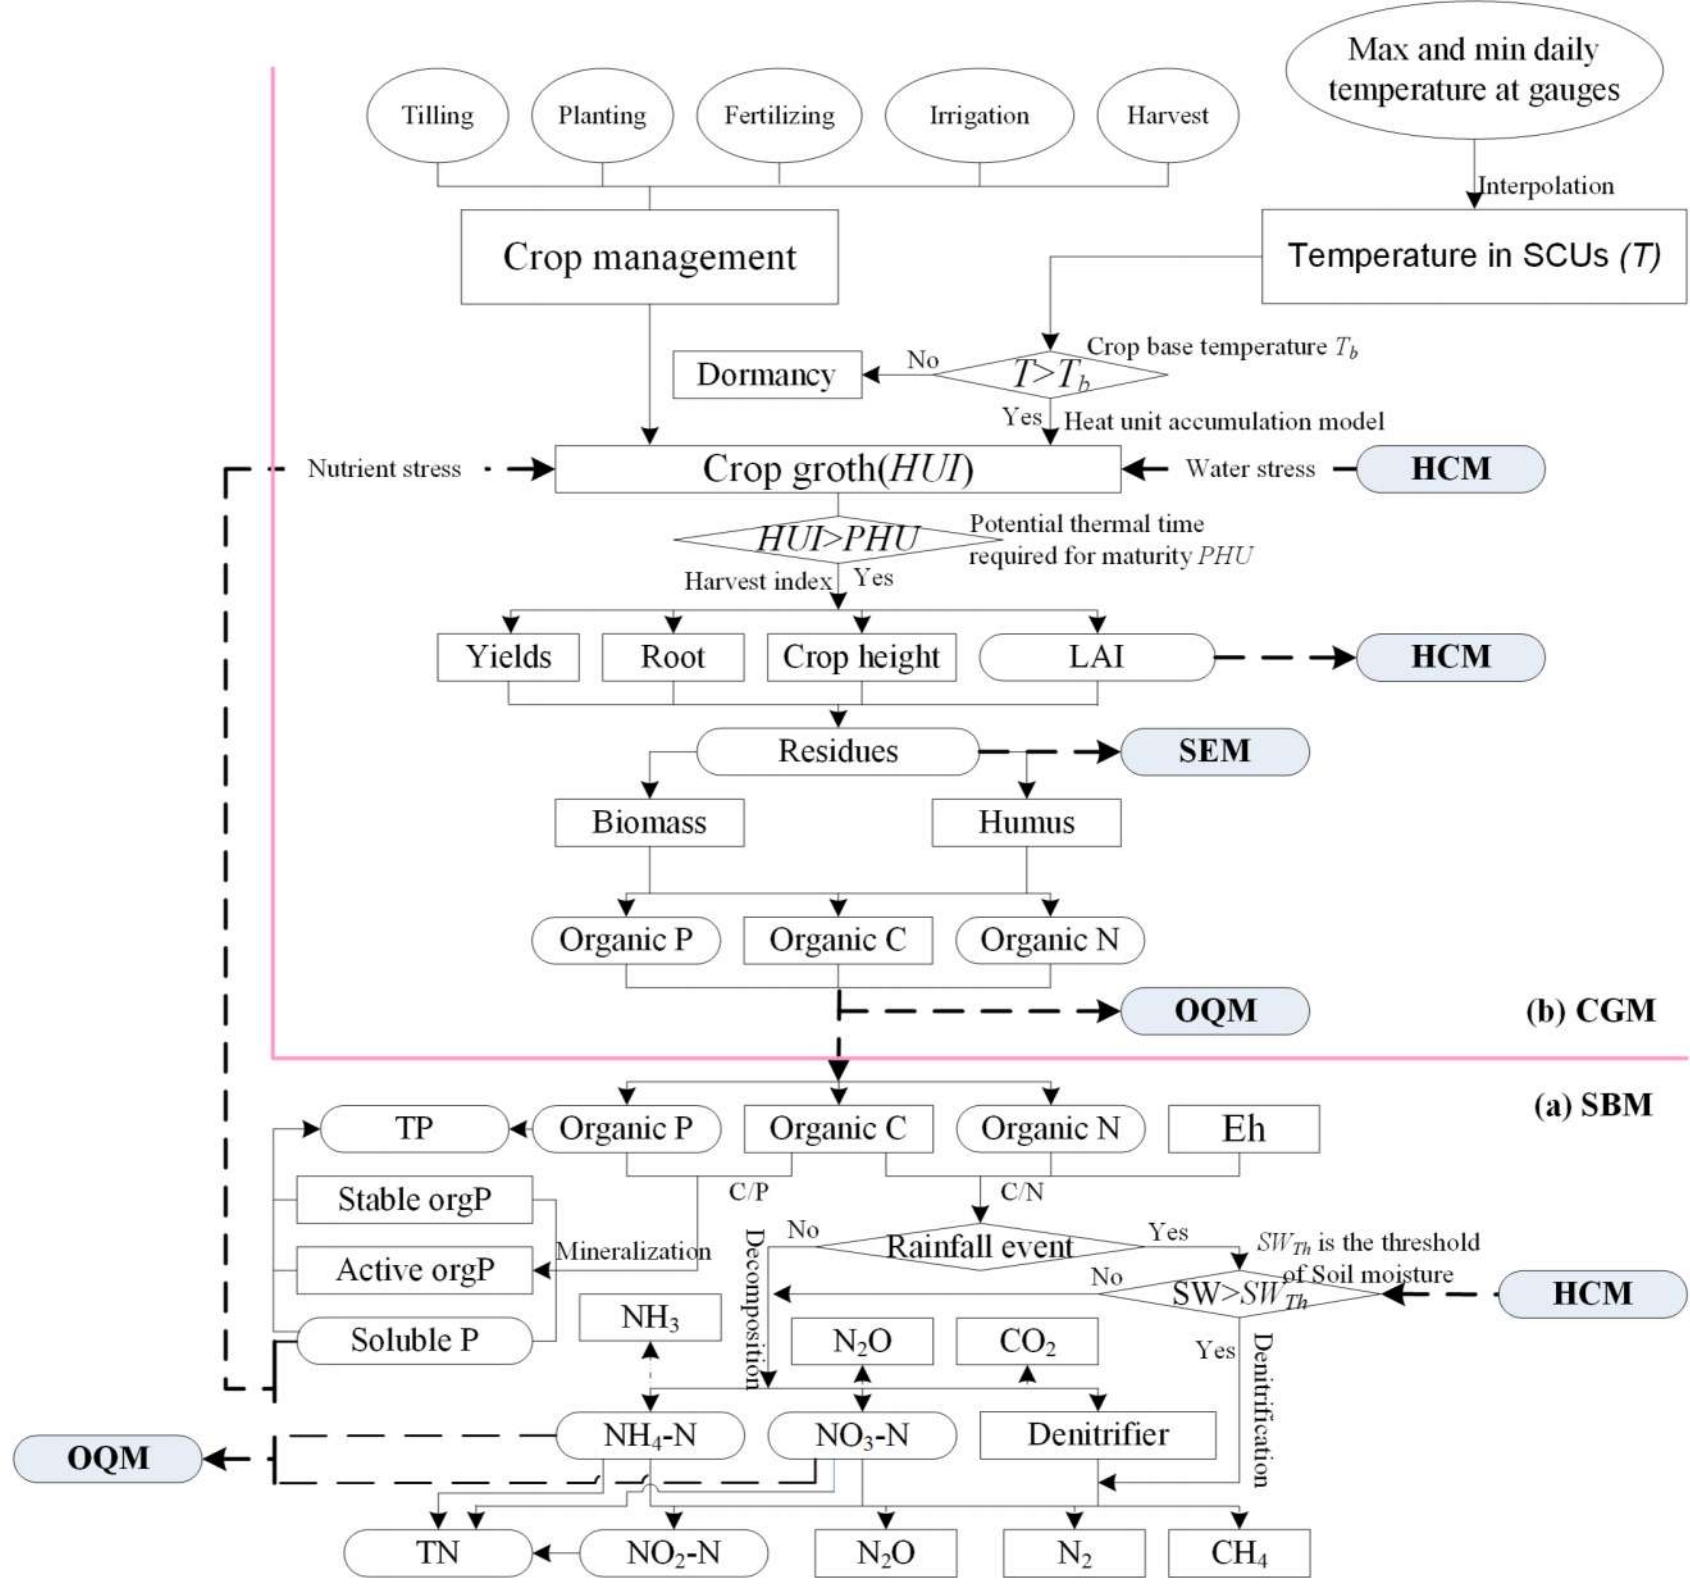 Max and min daily
temperature at gauges
Tilling
Planting
Fertilizing
Irrigation
Harvest
Interpolation
Crop management
Temperature in SCUs (T)
Crop base temperature Tb
Dormancy
No
T>Tb
Yes
Heat unit accumulation model
Nutrient stress
Crop groth(HUI)
Water stress
HCM
HUI>PHU
Potential thermal time
required for maturity PHU
Harvest index
Yes
Yields
Root
Crop height
LAI
HCM
Residues
SEM
Biomass
Humus
Organic P
Organic C
Organic N
OQM
(b) CGM
(a) SBM
TP
Organic P
Organic C
Organic N
Eh
Stable orgP
C/P
C/N
No
Rainfall event
Yes
SWTh is the threshold
of Soil moisture
Mineralization
Active orgP
Decomposition
No
SW>SWTh
HCM
NH3
Soluble P
N2O
CO2
Yes
Denitrification
NH4-N
NO3-N
Denitrifier
OQM
TN
NO2-N
N2O
N2
CH4